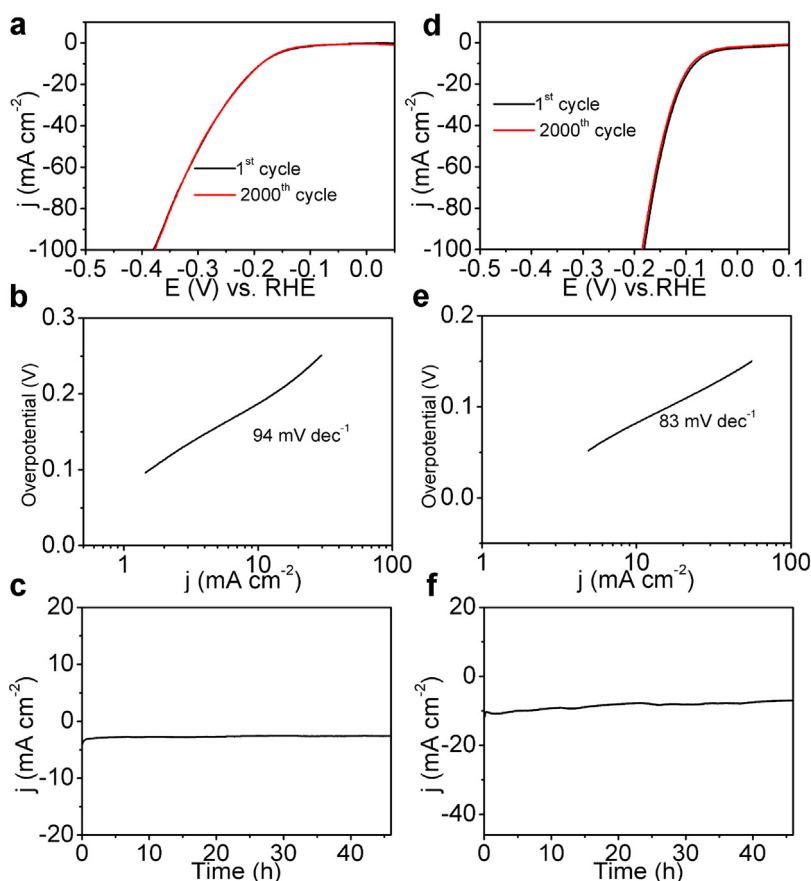 a
0
-20
-40
-60
-80
-100
j (mA cm-2)
1st cycle
2000th cycle
-0.5 -0.4 -0.3 -0.2 -0.1 0.0
E (V) vs. RHE
d
0
-20
-40
-60
-80
-100
j (mA cm-2)
1st cycle
2000th cycle
-0.5 -0.4 -0.3 -0.2 -0.1 0.0 0.1
E (V) vs.RHE
b
0.3
0.2
0.1
0.0
Overpotential (V)
94 mV dec-1
1 10 100
j (mA cm-2)
e
0.2
0.1
0.0
Overpotential (V)
83 mV dec-1
1 10 100
j (mA cm-2)
c
20
10
0
-10
-20
j (mA cm-2)
0 10 20 30 40
Time (h)
f
20
0
-20
-40
j (mA cm-2)
0 10 20 30 40
Time (h)